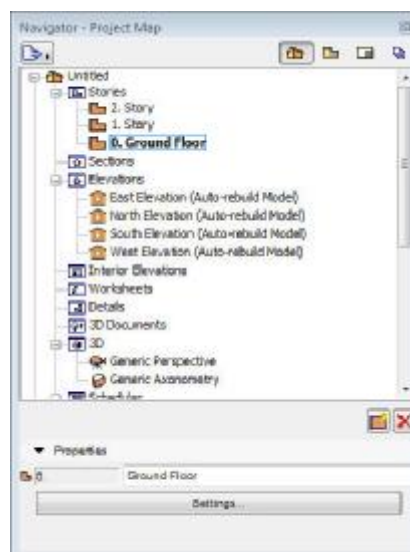 Navigator - Project Map
Untitled
Stories
2. Story
1. Story
0. Ground Floor
Sections
Elevations
East Elevation (Auto-rebuild Model)
North Elevation (Auto-rebuild Model)
South Elevation (Auto-rebuild Model)
West Elevation (Auto-rebuild Model)
Interior Elevations
Worksheets
Details
3D Documents
3D
Generic Perspective
Generic Axonometry
Schedules
Properties
0 Ground Floor
Settings...